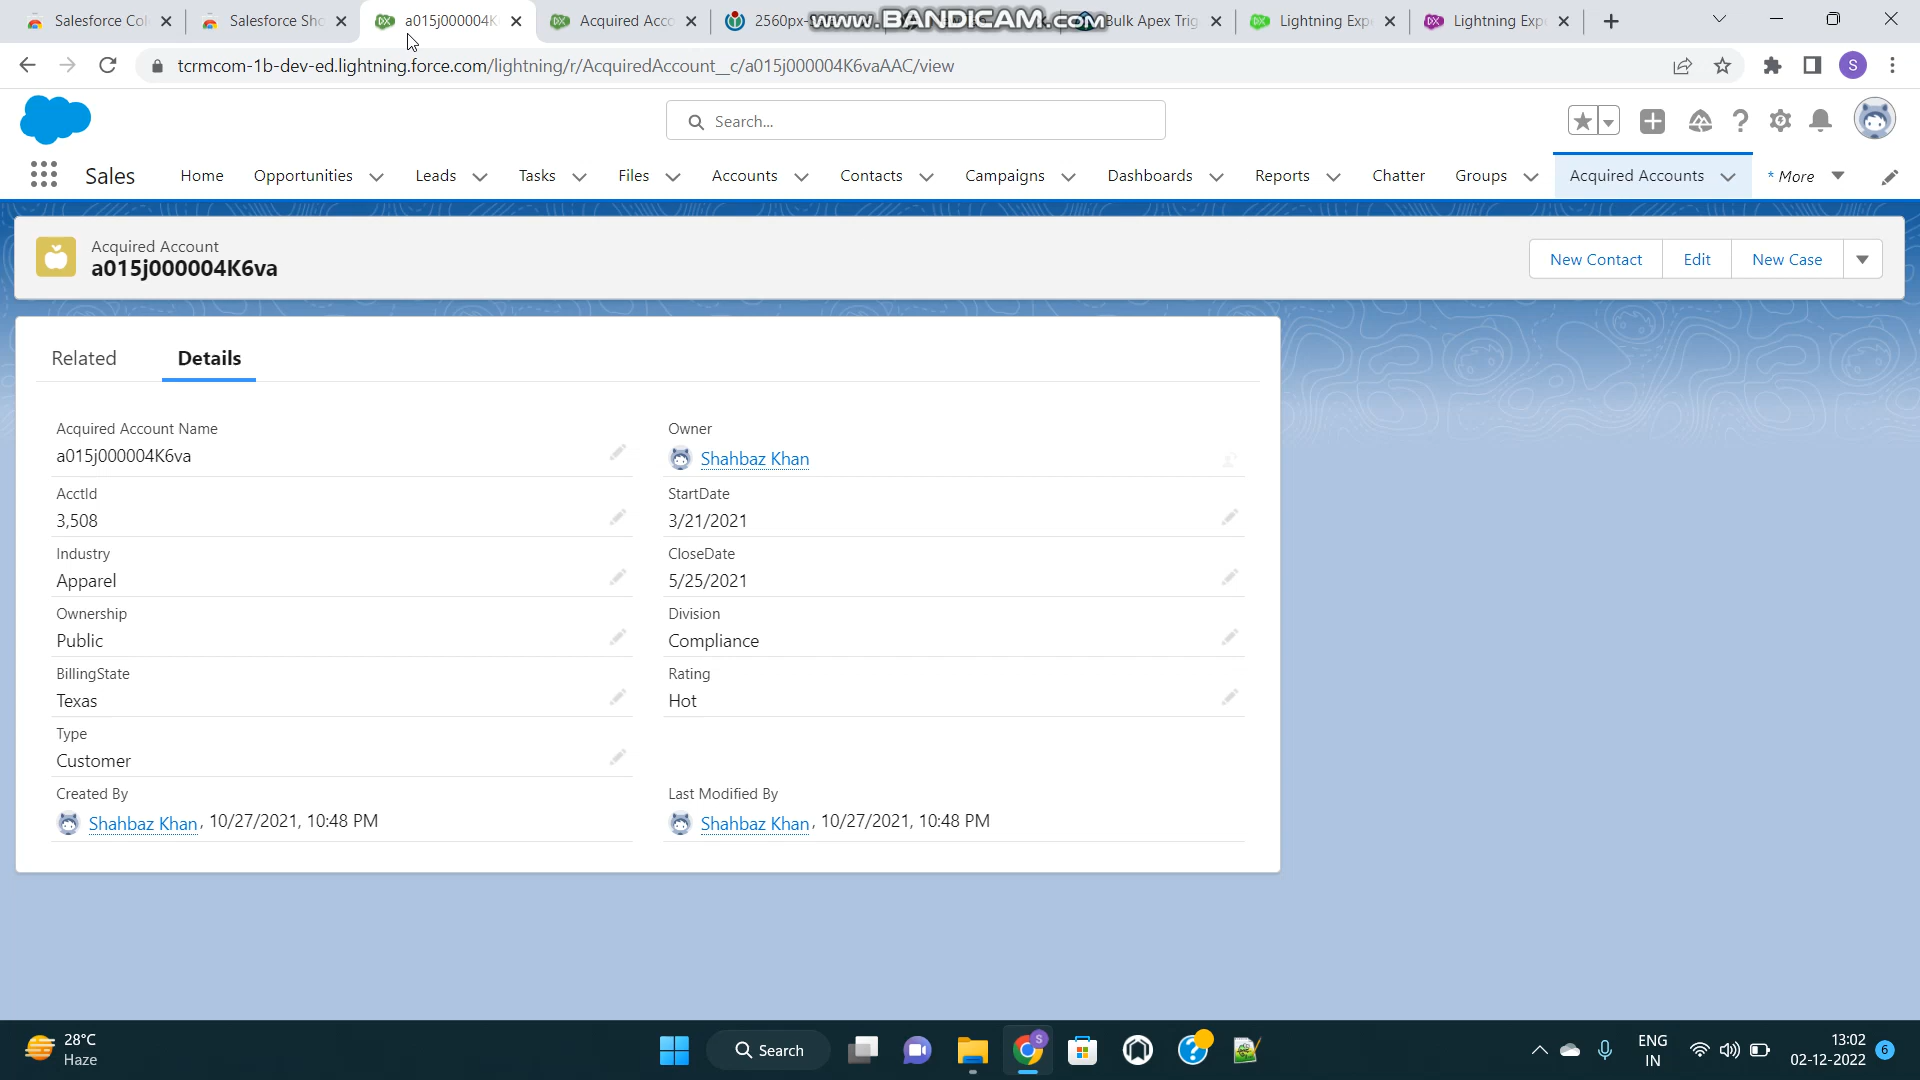 Salesforce Col
Salesforce Sho
a015j000004K
Acquired Acco
2560px-
www.BANDICAM.com
Bulk Apex Trig
Lightning Exp
Lightning Exp
tcrmcom-1b-dev-ed.lightning.force.com/lightning/r/AcquiredAccount__c/a015j000004K6vaAAC/view
S
Search...
Sales
Home
Opportunities
Leads
Tasks
Files
Accounts
Contacts
Campaigns
Dashboards
Reports
Chatter
Groups
Acquired Accounts
* More
Acquired Account
a015j000004K6va
New Contact
Edit
New Case
Related
Details
Acquired Account Name
a015j000004K6va
Owner
Shahbaz Khan
AcctId
3,508
StartDate
3/21/2021
Industry
Apparel
CloseDate
5/25/2021
Ownership
Public
Division
Compliance
BillingState
Texas
Rating
Hot
Type
Customer
Created By
Shahbaz Khan, 10/27/2021, 10:48 PM
Last Modified By
Shahbaz Khan, 10/27/2021, 10:48 PM
28°C
Haze
Search
S
ENG
IN
13:02
02-12-2022
6